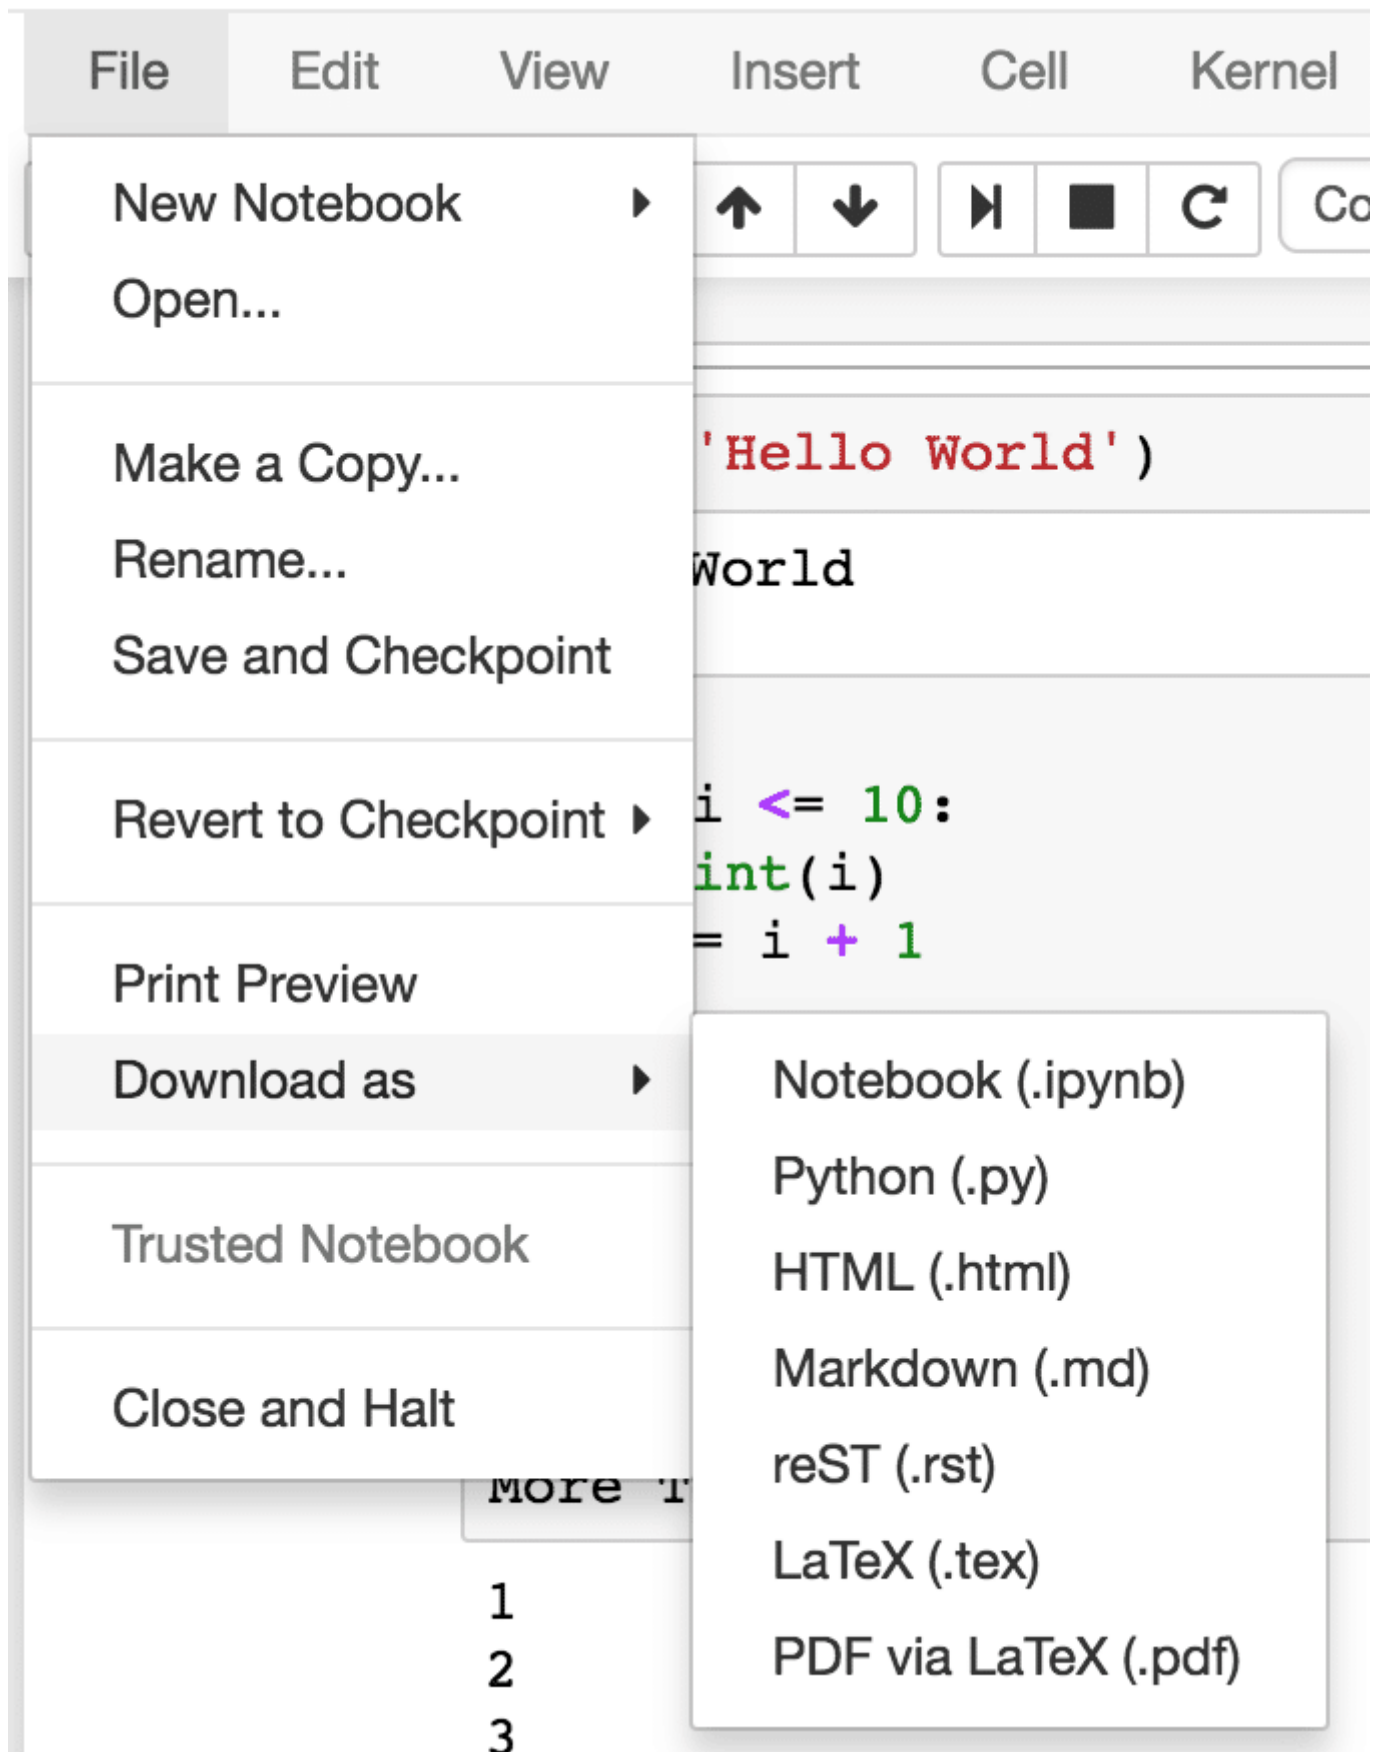 File Edit View Insert Cell Kernel
New Notebook
Open...
Make a Copy...
Rename...
Save and Checkpoint
Revert to Checkpoint
Print Preview
Download as
Trusted Notebook
Close and Halt
'Hello World')
World
i <= 10:
int(i)
= i + 1
Notebook (.ipynb)
Python (.py)
HTML (.html)
Markdown (.md)
reST (.rst)
LaTeX (.tex)
PDF via LaTeX (.pdf)
More
1
2
3